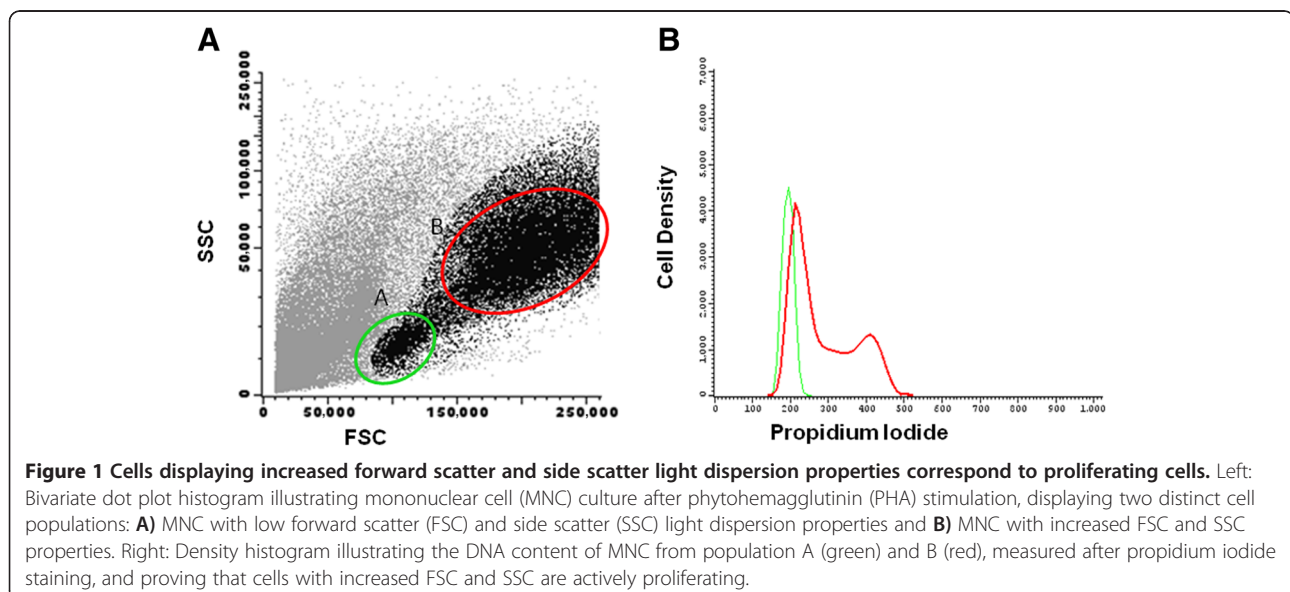 A
B
250,000
100,000
50,000
0
SSC
A
B
0
50,000
150,000
250,000
FSC
7,000
6,000
5,000
4,000
3,000
2,000
1,000
0
Cell Density
0
100
200
300
400
500
600
700
800
900
1,000
Propidium Iodide
Figure 1 Cells displaying increased forward scatter and side scatter light dispersion properties correspond to proliferating cells. Left:
Bivariate dot plot histogram illustrating mononuclear cell (MNC) culture after phytohemagglutinin (PHA) stimulation, displaying two distinct cell
populations: A) MNC with low forward scatter (FSC) and side scatter (SSC) light dispersion properties and B) MNC with increased FSC and SSC
properties. Right: Density histogram illustrating the DNA content of MNC from population A (green) and B (red), measured after propidium iodide
staining, and proving that cells with increased FSC and SSC are actively proliferating.